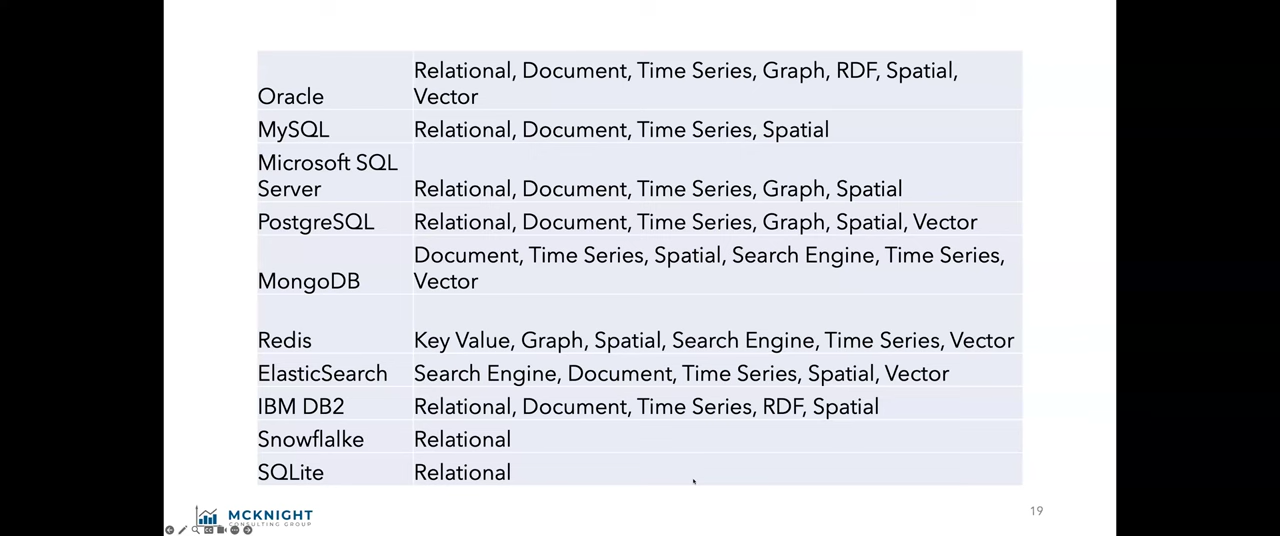 Relational, Document, Time Series, Graph, RDF, Spatial,
Oracle Vector
MySQL Relational, Document, Time Series, Spatial
Microsoft SQL
Server Relational, Document, Time Series, Graph, Spatial
PostgreSQL Relational, Document, Time Series, Graph, Spatial, Vector
Document, Time Series, Spatial, Search Engine, Time Series,
MongoDB Vector
Redis Key Value, Graph, Spatial, Search Engine, Time Series, Vector
ElasticSearch Search Engine, Document, Time Series, Spatial, Vector
IBM DB2 Relational, Document, Time Series, RDF, Spatial
Snowflalke Relational
SQLite Relational
MCKNIGHT
CONSULTING GROUP
19